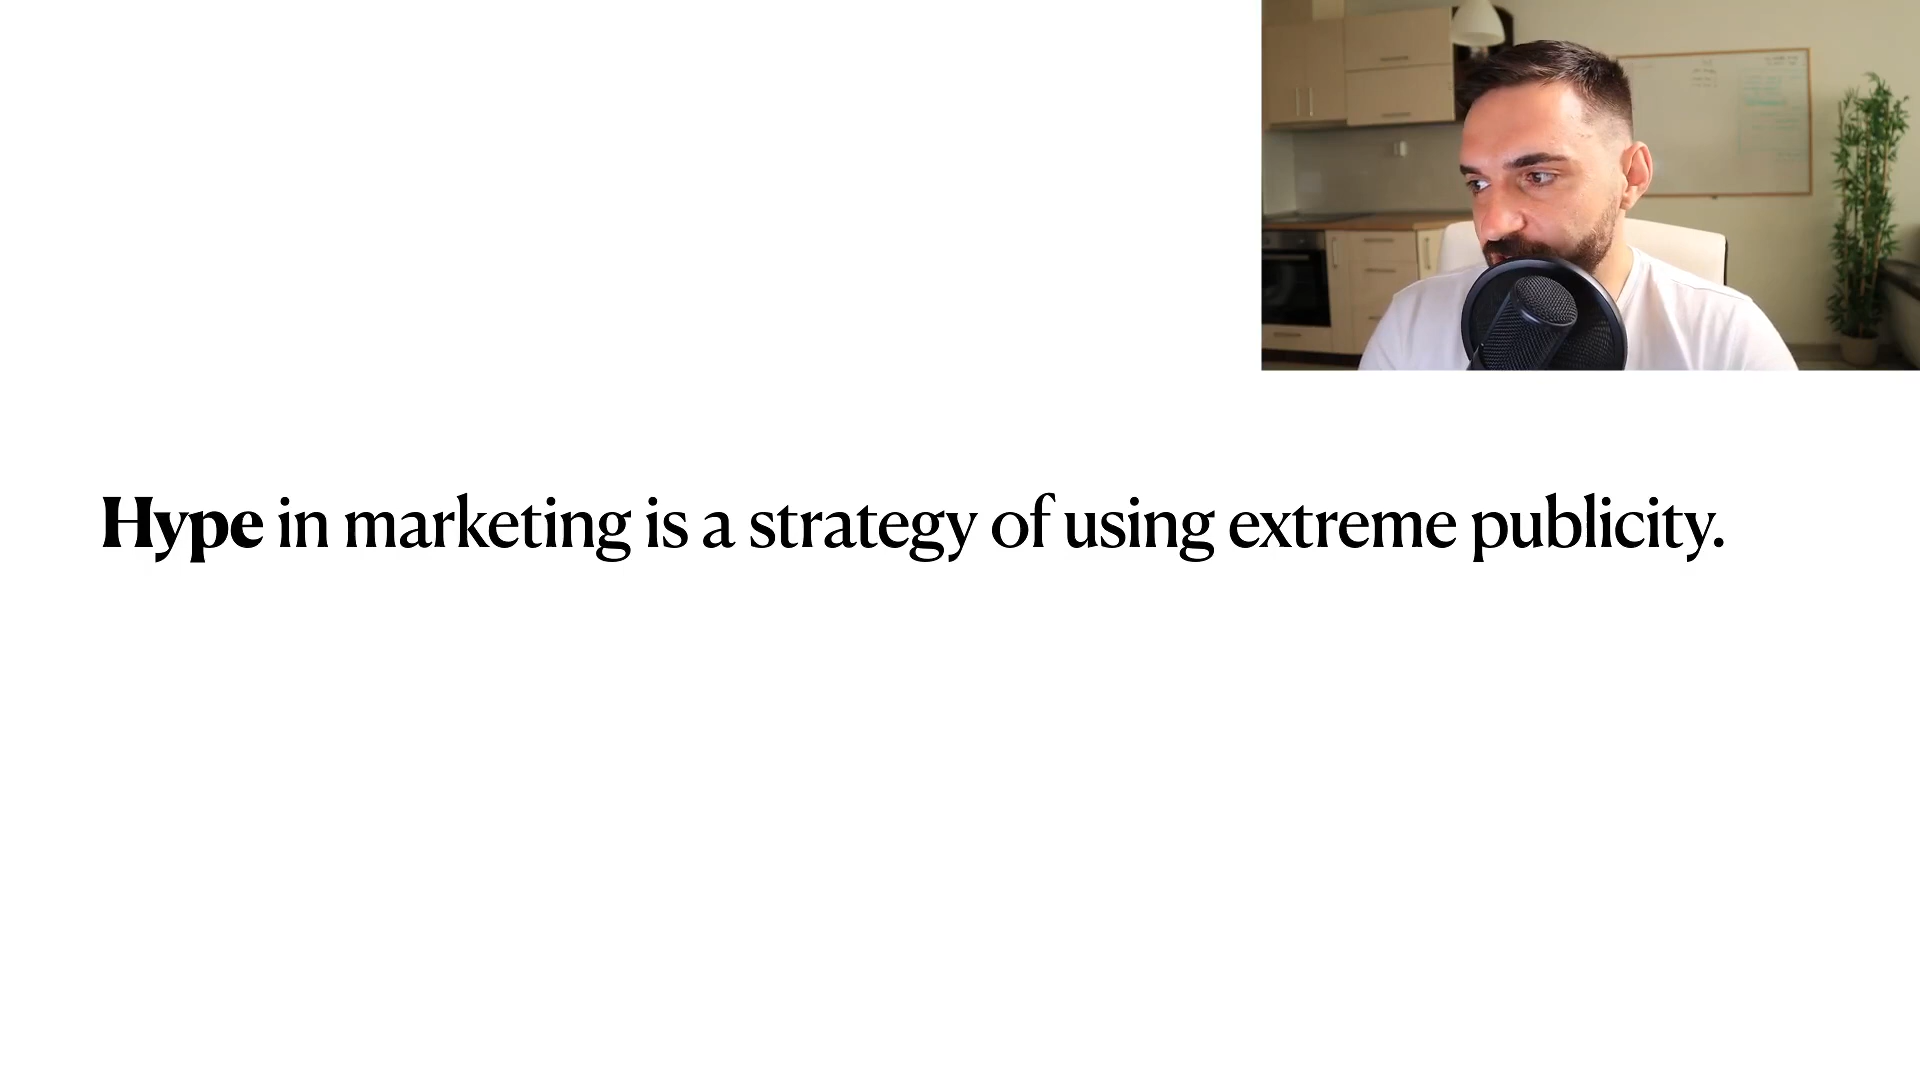 Hype in marketing is a strategy of using extreme publicity.